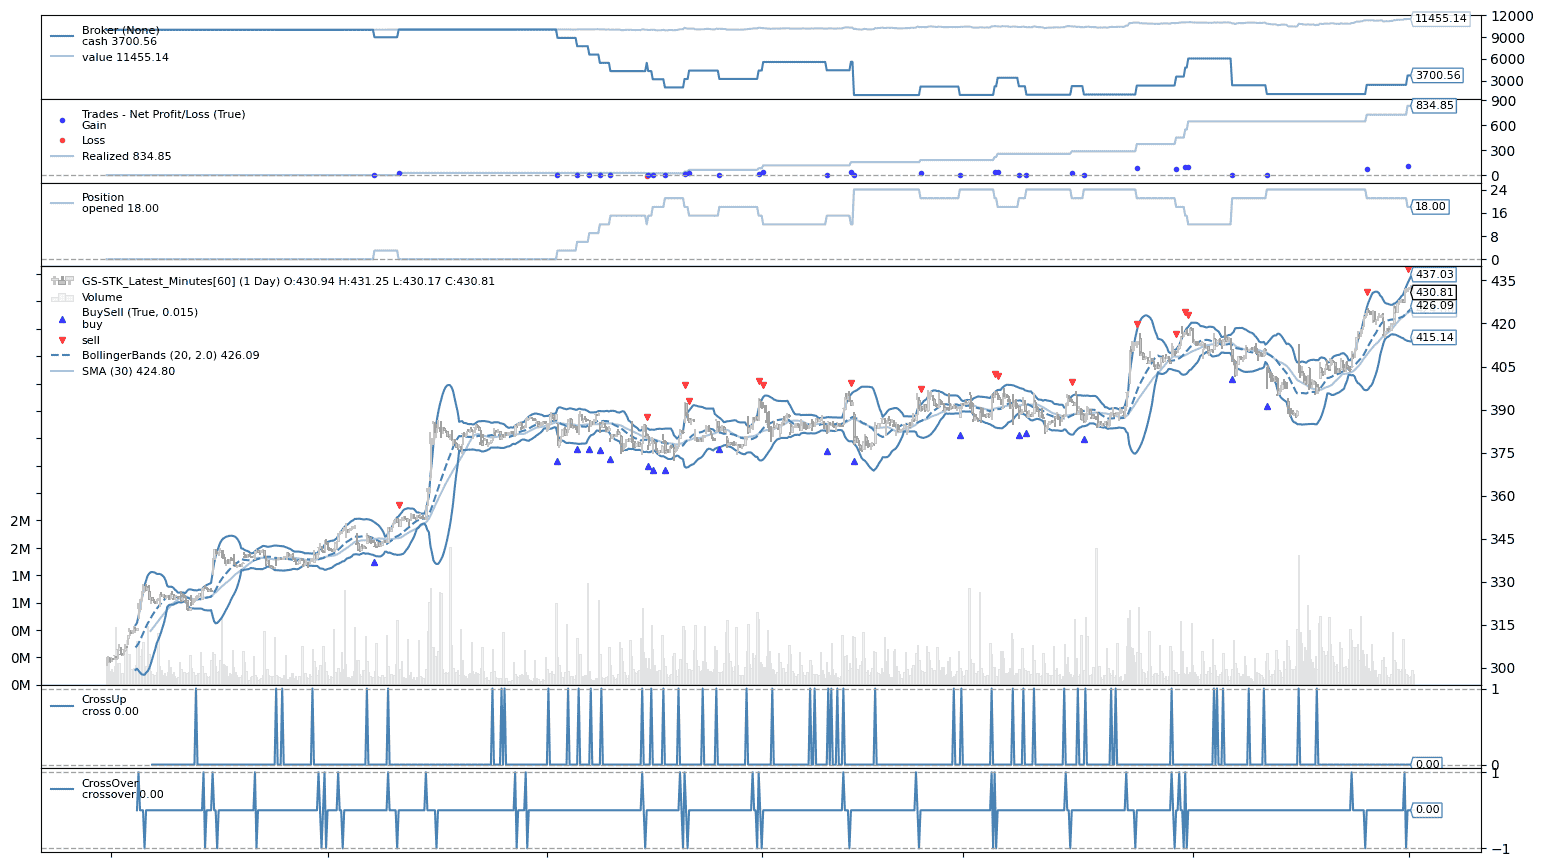 Broker (None)
cash 3700.56
value 11455.14
11455.14
3700.56
12000
9000
6000
3000
Trades - Net Profit/Loss (True)
Gain
Loss
Realized 834.85
834.85
900
600
300
0
Position
opened 18.00
18.00
24
16
8
0
GS-STK_Latest_Minutes[60] (1 Day) O:430.94 H:431.25 L:430.17 C:430.81
Volume
BuySell (True, 0.015)
buy
sell
BollingerBands (20, 2.0) 426.09
SMA (30) 424.80
437.03
430.81
426.09
415.14
435
420
405
390
375
360
345
330
315
300
2M
2M
1M
1M
0M
0M
0M
CrossUp
cross 0.00
0.00
1
0
CrossOver
crossover 0.00
0.00
1
−1